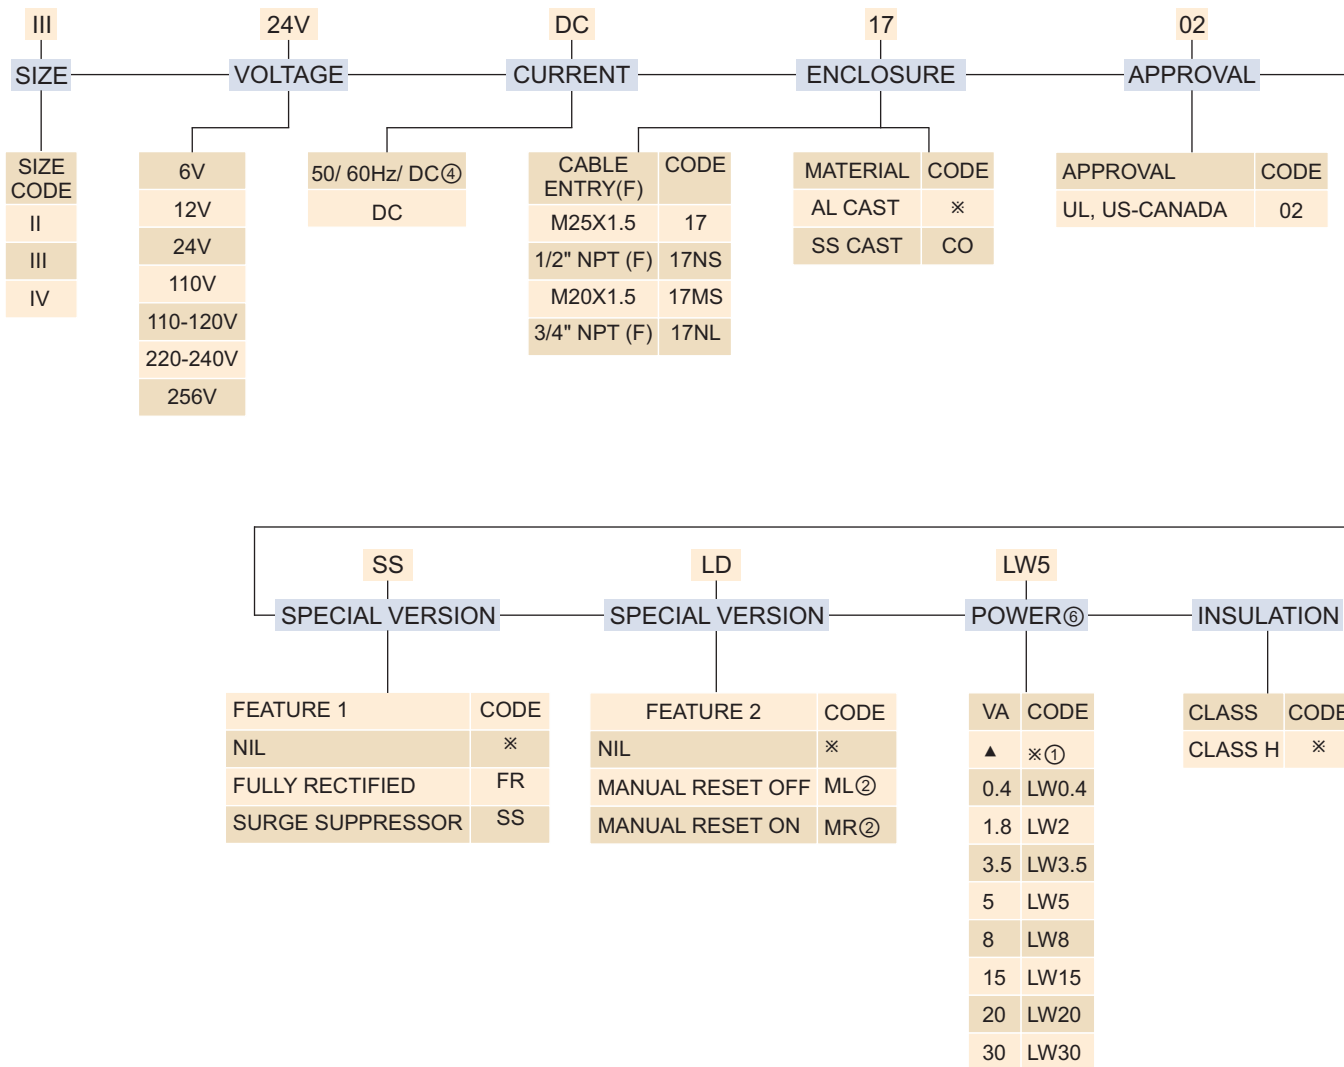 III 24V DC 17 02
SIZE VOLTAGE CURRENT ENCLOSURE APPROVAL
SIZE CODE
II
III
IV
6V
12V
24V
110V
110-120V
220-240V
256V
50/ 60Hz/ DC④
DC
CABLE ENTRY(F) CODE
M25X1.5 17
1/2" NPT (F) 17NS
M20X1.5 17MS
3/4" NPT (F) 17NL
MATERIAL CODE
AL CAST ※
SS CAST CO
APPROVAL CODE
UL, US-CANADA 02
SS LD LW5
SPECIAL VERSION SPECIAL VERSION POWER⑥ INSULATION
FEATURE 1 CODE
NIL ※
FULLY RECTIFIED FR
SURGE SUPPRESSOR SS
FEATURE 2 CODE
NIL ※
MANUAL RESET OFF ML②
MANUAL RESET ON MR②
VA CODE
▲ ※①
0.4 LW0.4
1.8 LW2
3.5 LW3.5
5 LW5
8 LW8
15 LW15
20 LW20
30 LW30
CLASS CODE
CLASS H ※